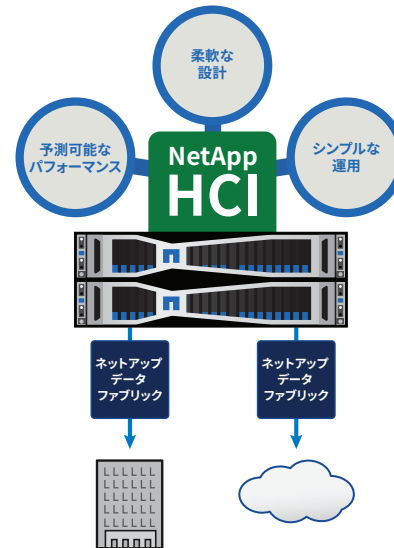 柔軟な
設計
予測可能な
パフォーマンス
シンプルな
運用
NetApp
HCI
ネットアップ
データ
ファブリック
ネットアップ
データ
ファブリック